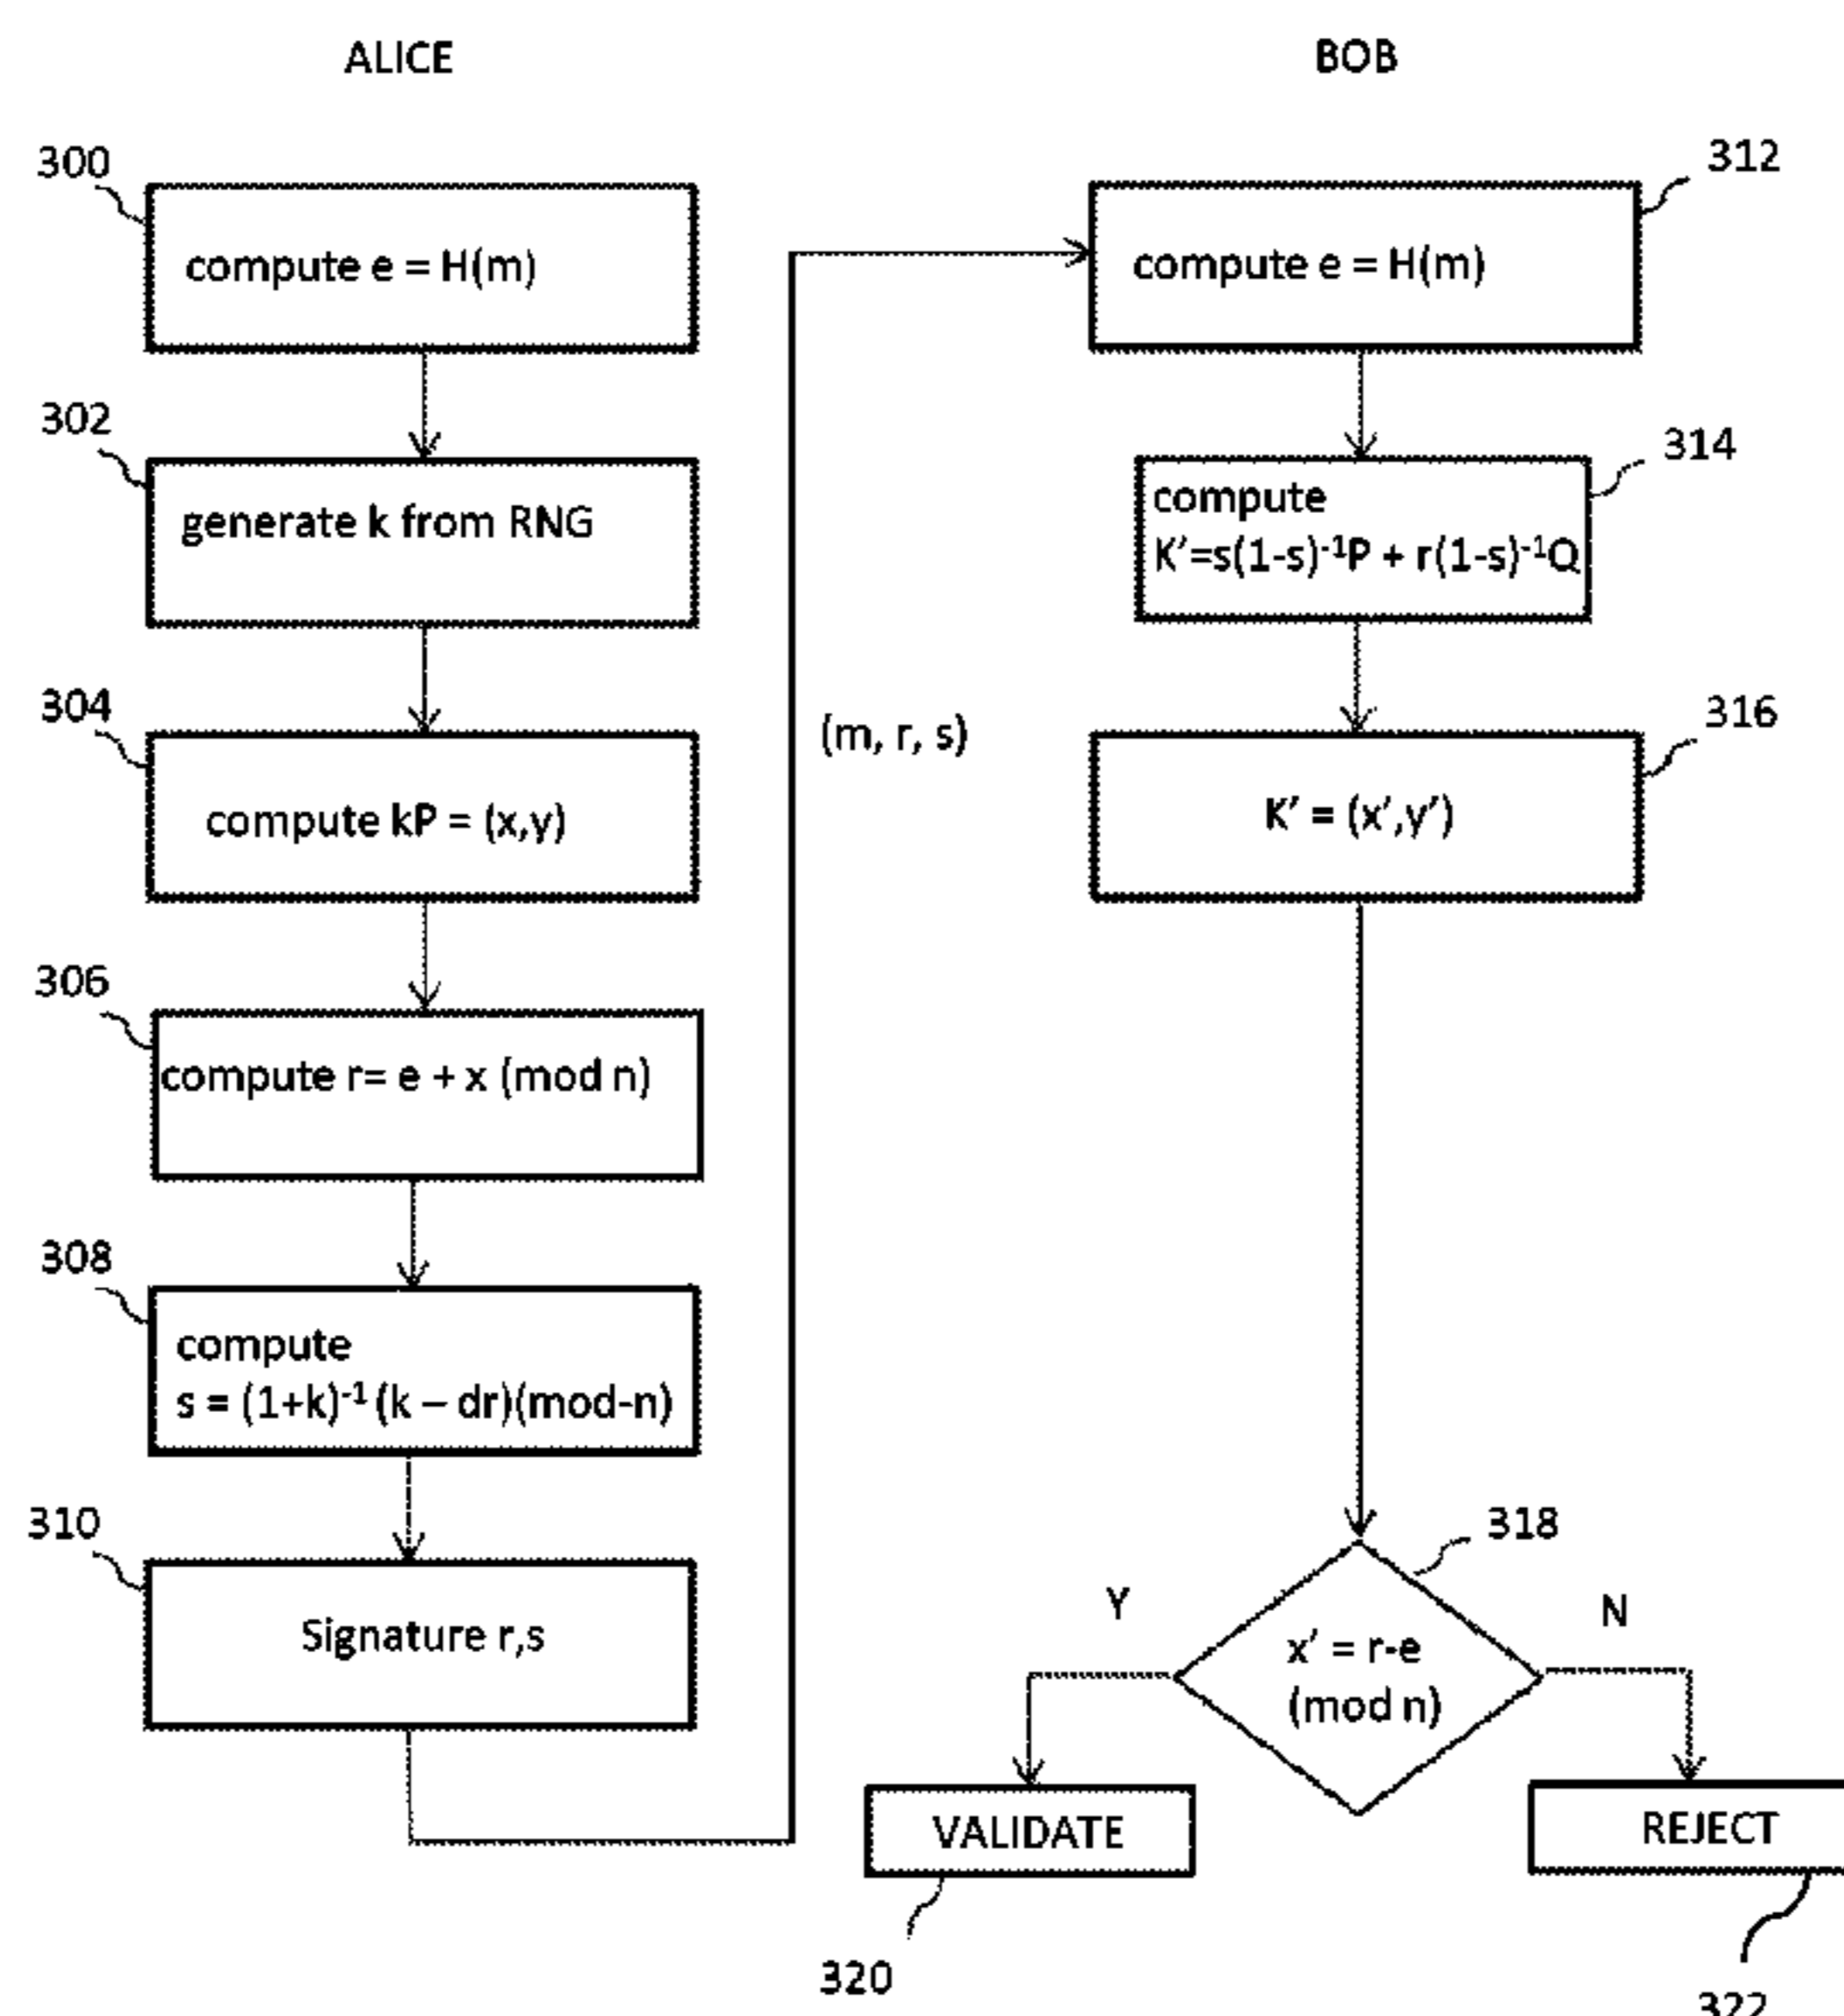 ALICE
300
compute e = H(m)
302
generate k from RNG
304
compute kP = (x,y)
306
compute r= e + x (mod n)
308
compute
s = (1+k)⁻¹ (k – dr)(mod-n)
310
Signature r,s
(m, r, s)
BOB
312
compute e = H(m)
314
compute
K'=s(1-s)⁻¹P + r(1-s)⁻¹Q
316
K' = (x',y')
318
x' = r-e
(mod n)
Y
N
VALIDATE
320
REJECT
322